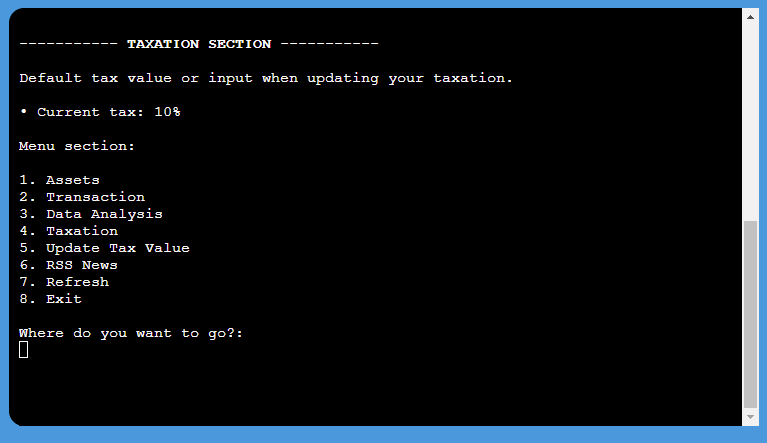 ----------- TAXATION SECTION -----------
Default tax value or input when updating your taxation.
• Current tax: 10%
Menu section:
1. Assets
2. Transaction
3. Data Analysis
4. Taxation
5. Update Tax Value
6. RSS News
7. Refresh
8. Exit
Where do you want to go?: